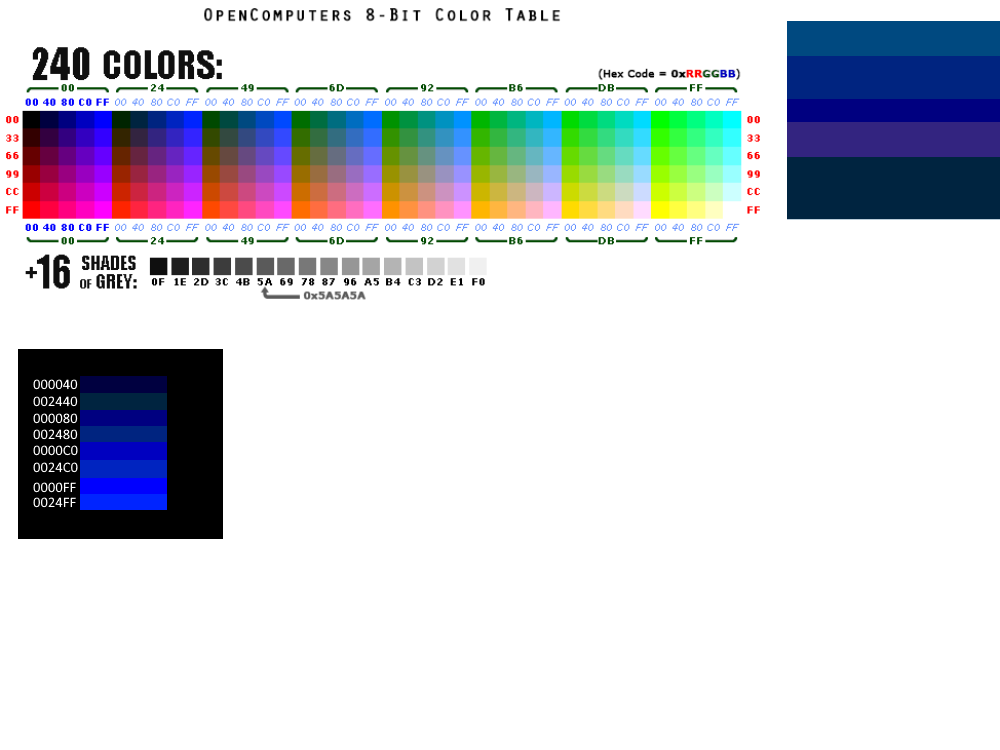 OpenComputers 8-Bit Color Table
240 COLORS:
(Hex Code = 0xRRGGBB)
00 24 49 6D 92 B6 DB FF
00 40 80 C0 FF 00 40 80 C0 FF 00 40 80 C0 FF 00 40 80 C0 FF 00 40 80 C0 FF 00 40 80 C0 FF 00 40 80 C0 FF 00 40 80 C0 FF
00 00
33 33
66 66
99 99
CC CC
FF FF
00 40 80 C0 FF 00 40 80 C0 FF 00 40 80 C0 FF 00 40 80 C0 FF 00 40 80 C0 FF 00 40 80 C0 FF 00 40 80 C0 FF 00 40 80 C0 FF
00 24 49 6D 92 B6 DB FF
+16 SHADES OF GREY:
0F 1E 2D 3C 4B 5A 69 78 87 96 A5 B4 C3 D2 E1 F0
0x5A5A5A
000040
002440
000080
002480
0000C0
0024C0
0000FF
0024FF